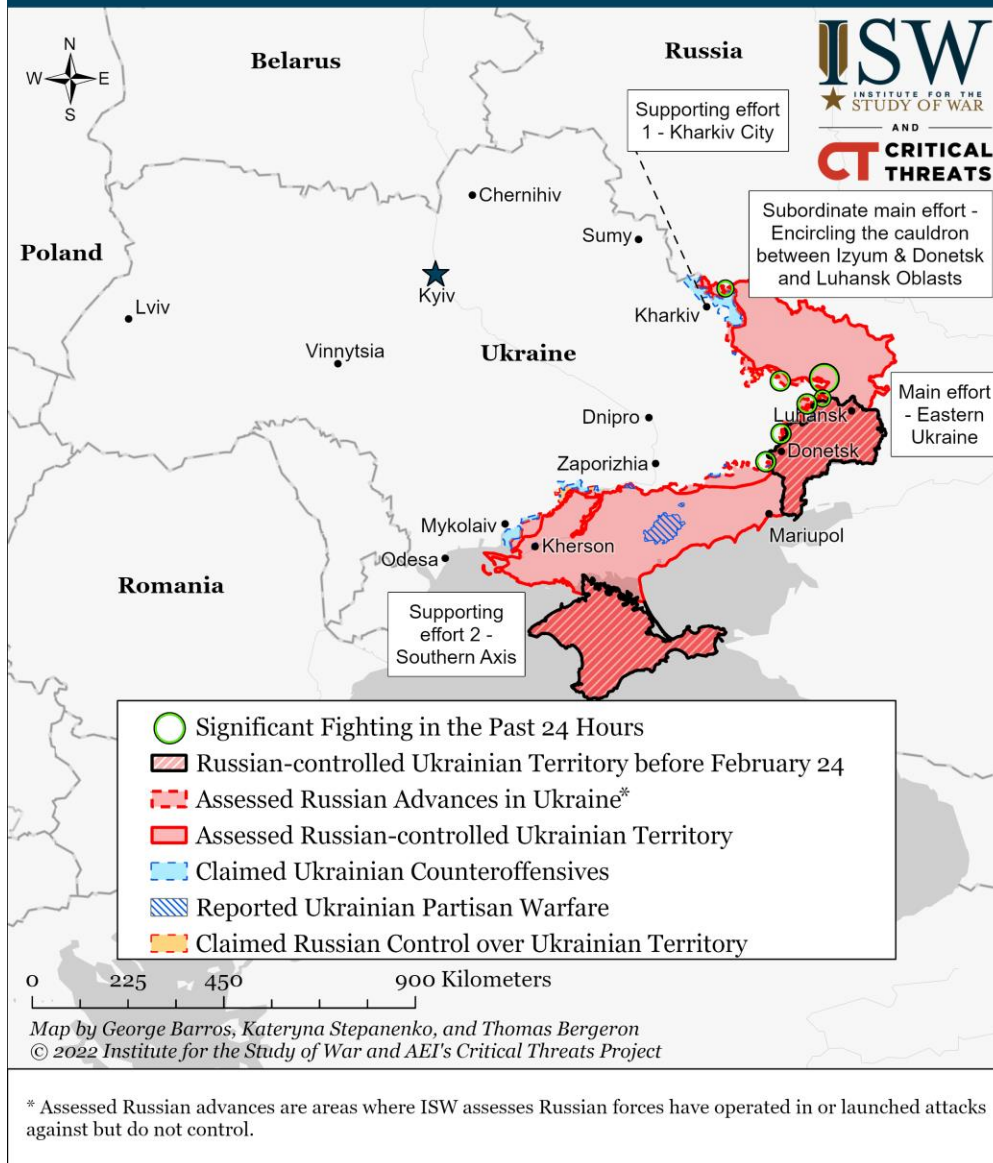 N
W
E
S
Belarus
Russia
ISW
INSTITUTE FOR THE
STUDY OF WAR
AND
CT CRITICAL
THREATS
Supporting effort
1 - Kharkiv City
Subordinate main effort -
Encircling the cauldron
between Izyum & Donetsk
and Luhansk Oblasts
Main effort
- Eastern
Ukraine
Poland
Chernihiv
Sumy
Kyiv
Lviv
Kharkiv
Vinnytsia
Ukraine
Dnipro
Luhansk
Donetsk
Zaporizhia
Mykolaiv
Mariupol
Odesa
Kherson
Romania
Supporting
effort 2 -
Southern Axis
Significant Fighting in the Past 24 Hours
Russian-controlled Ukrainian Territory before February 24
Assessed Russian Advances in Ukraine*
Assessed Russian-controlled Ukrainian Territory
Claimed Ukrainian Counteroffensives
Reported Ukrainian Partisan Warfare
Claimed Russian Control over Ukrainian Territory
0 225 450 900 Kilometers
Map by George Barros, Kateryna Stepanenko, and Thomas Bergeron
© 2022 Institute for the Study of War and AEI's Critical Threats Project
* Assessed Russian advances are areas where ISW assesses Russian forces have operated in or launched attacks
against but do not control.